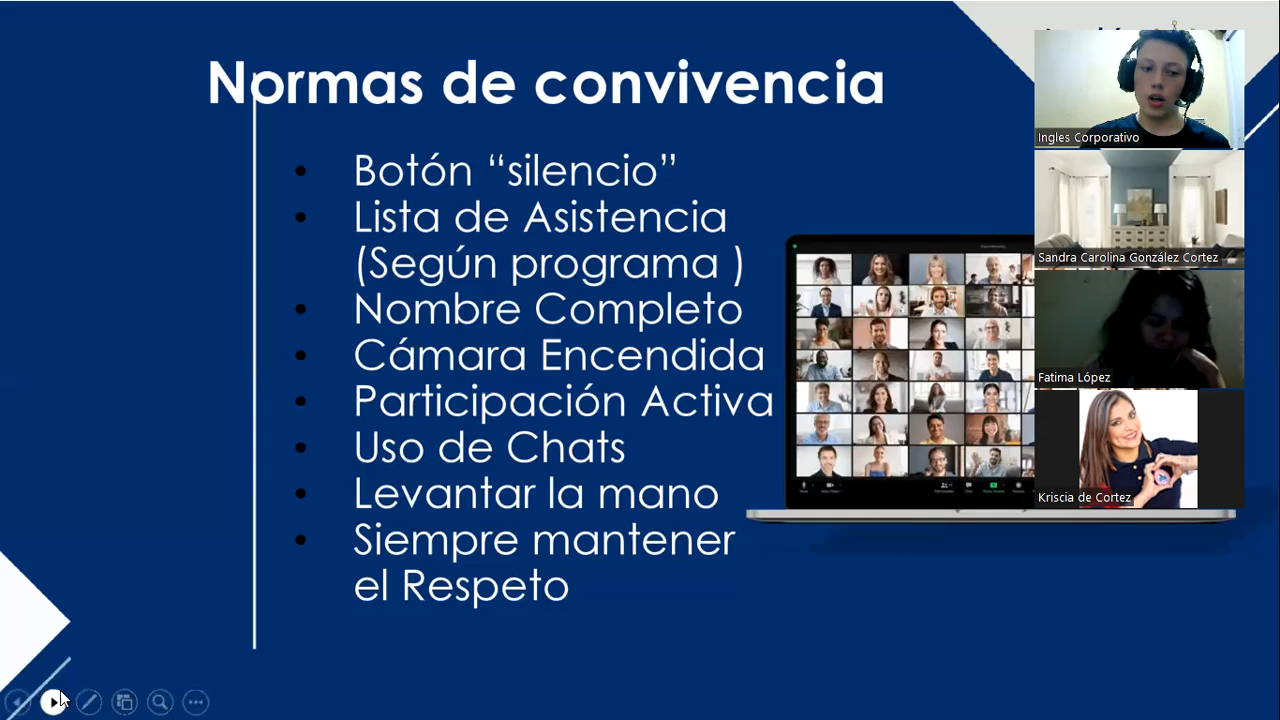 Normas de convivencia
Botón “silencio”
Lista de Asistencia
(Según programa )
Nombre Completo
Cámara Encendida
Participación Activa
Uso de Chats
Levantar la mano
Siempre mantener
el Respeto
Ingles Corporativo
Sandra Carolina González Cortez
Fatima López
Kriscia de Cortez